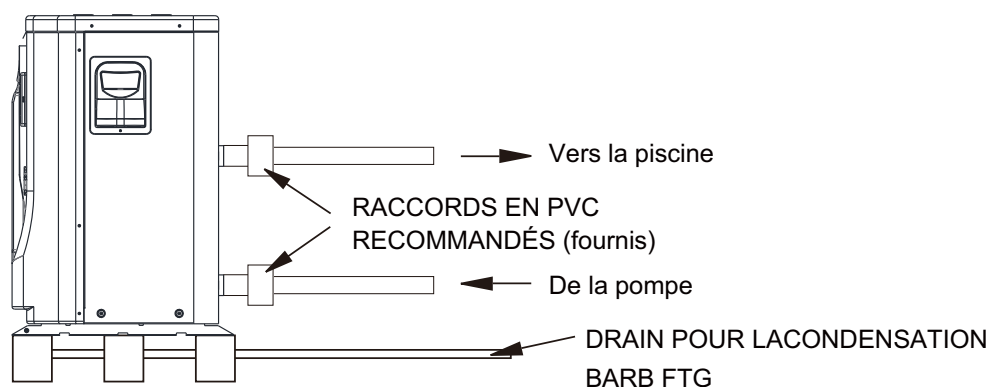 Vers la piscine
RACCORDS EN PVC
RECOMMANDÉS (fournis)
De la pompe
DRAIN POUR LACONDENSATION
BARB FTG